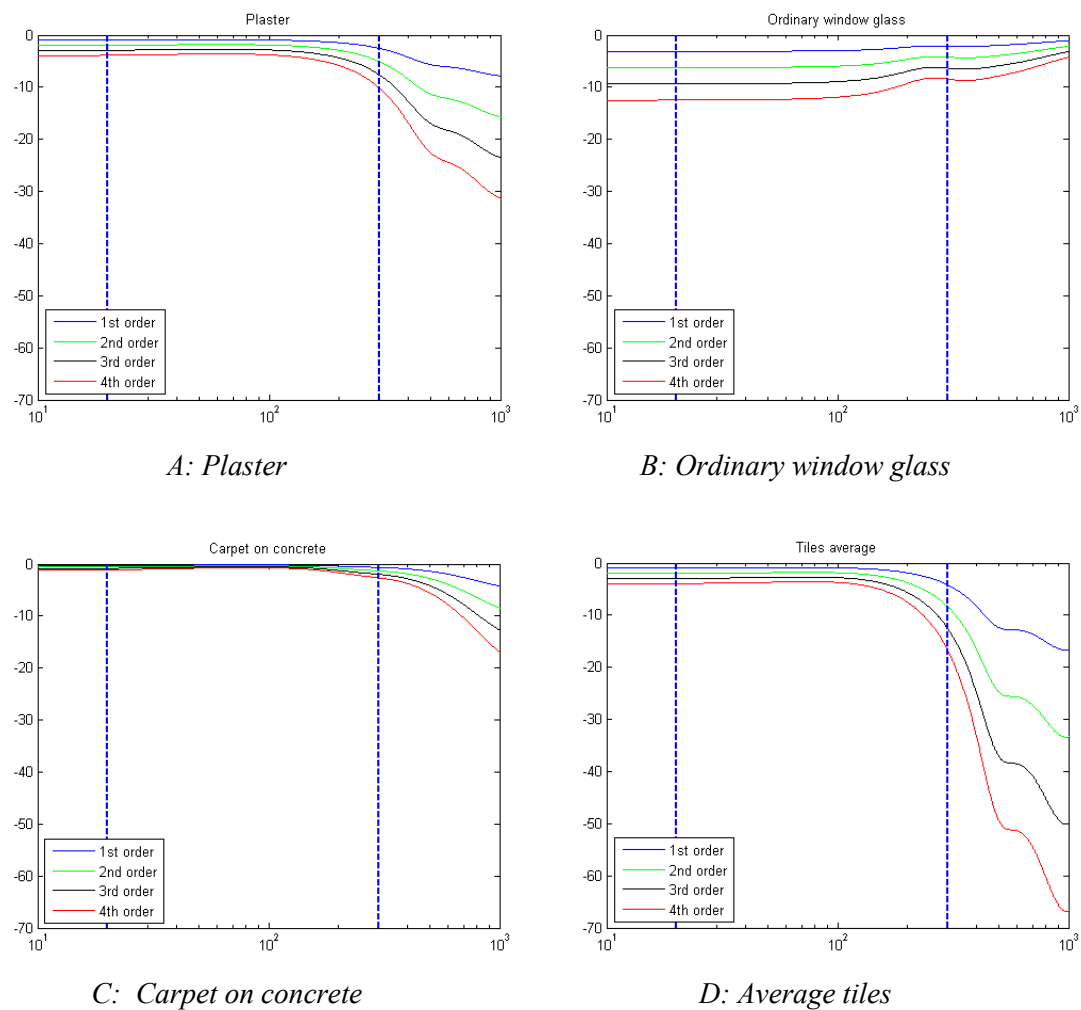 Plaster
0
-10
-20
-30
-40
-50
-60
-70
1st order
2nd order
3rd order
4th order
10^1
10^2
10^3
A: Plaster
Ordinary window glass
0
-10
-20
-30
-40
-50
-60
-70
1st order
2nd order
3rd order
4th order
10^1
10^2
10^3
B: Ordinary window glass
Carpet on concrete
0
-10
-20
-30
-40
-50
-60
-70
1st order
2nd order
3rd order
4th order
10^1
10^2
10^3
C: Carpet on concrete
Tiles average
0
-10
-20
-30
-40
-50
-60
-70
1st order
2nd order
3rd order
4th order
10^1
10^2
10^3
D: Average tiles